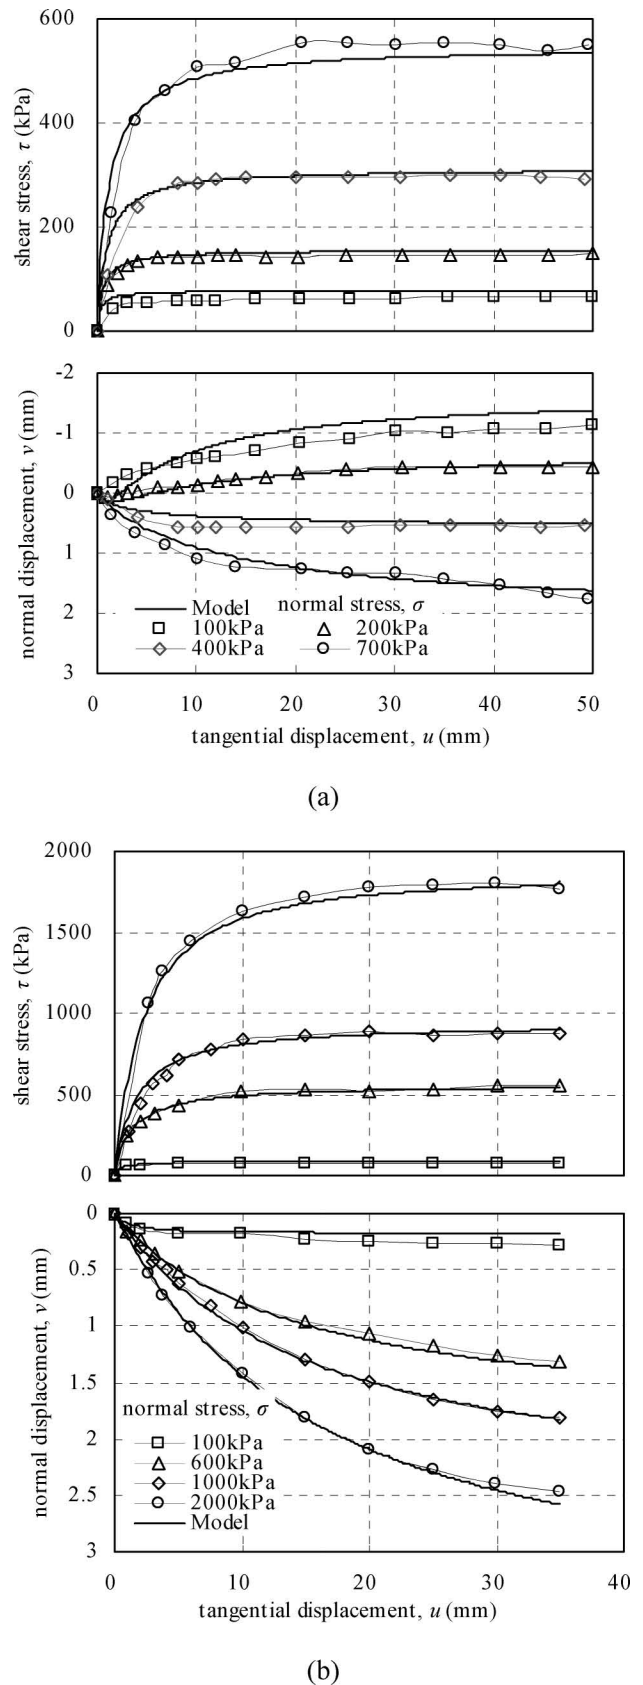 600
400
200
0
shear stress, τ (kPa)
-2
-1
0
1
2
3
normal displacement, v (mm)
Model normal stress, σ
100kPa 200kPa
400kPa 700kPa
0 10 20 30 40 50
tangential displacement, u (mm)
(a)
2000
1500
1000
500
0
shear stress, τ (kPa)
0
0.5
1
1.5
2
2.5
3
normal displacement, v (mm)
normal stress, σ
100kPa
600kPa
1000kPa
2000kPa
Model
0 10 20 30 40
tangential displacement, u (mm)
(b)